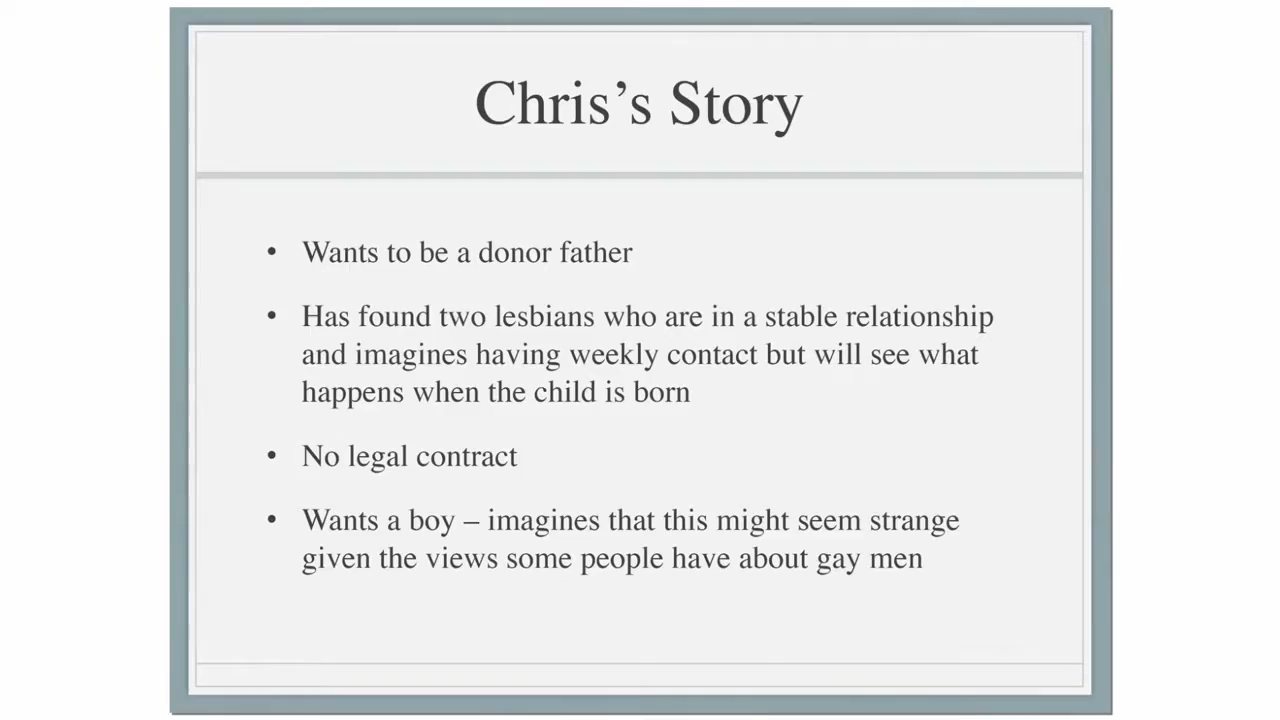 Chris’s Story
• Wants to be a donor father
• Has found two lesbians who are in a stable relationship
and imagines having weekly contact but will see what
happens when the child is born
• No legal contract
• Wants a boy – imagines that this might seem strange
given the views some people have about gay men